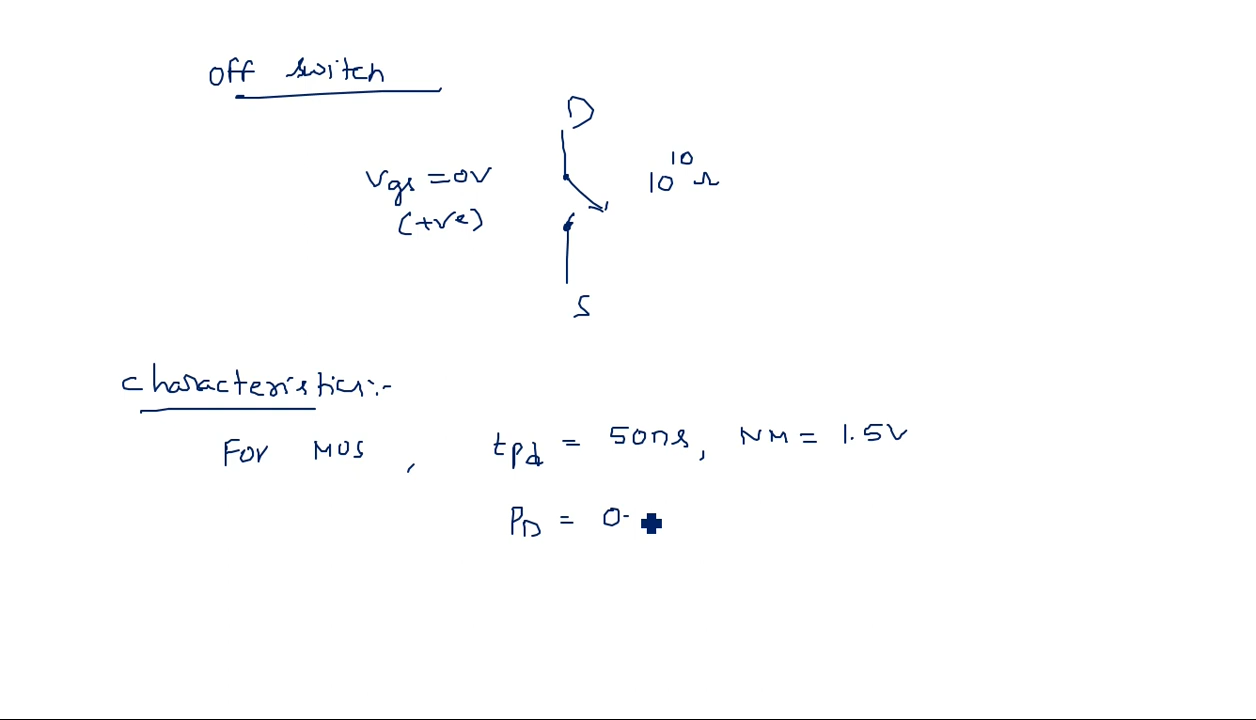 off switch
D
Vgs = 0V
10^10 Ω
(+ve)
S
characteristics:-
For MOS, tpd = 50ns, NM = 1.5V
PD = 0.